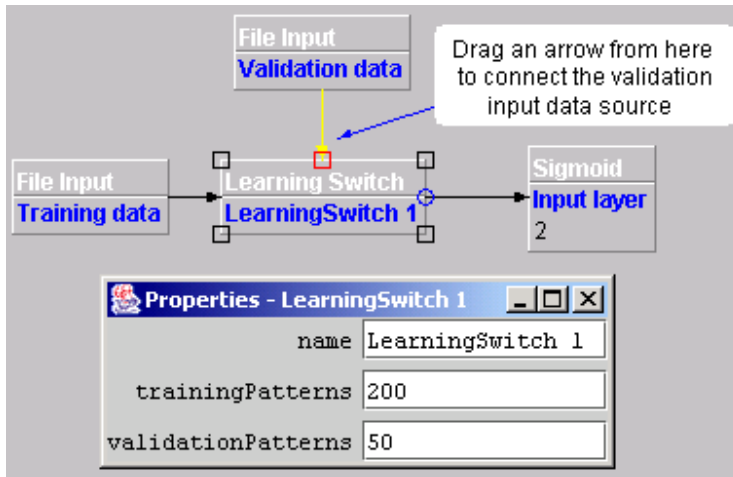 File Input
Validation data
Drag an arrow from here
to connect the validation
input data source
File Input
Training data
Learning Switch
LearningSwitch 1
Sigmoid
Input layer
2
Properties - LearningSwitch 1
name LearningSwitch 1
trainingPatterns 200
validationPatterns 50